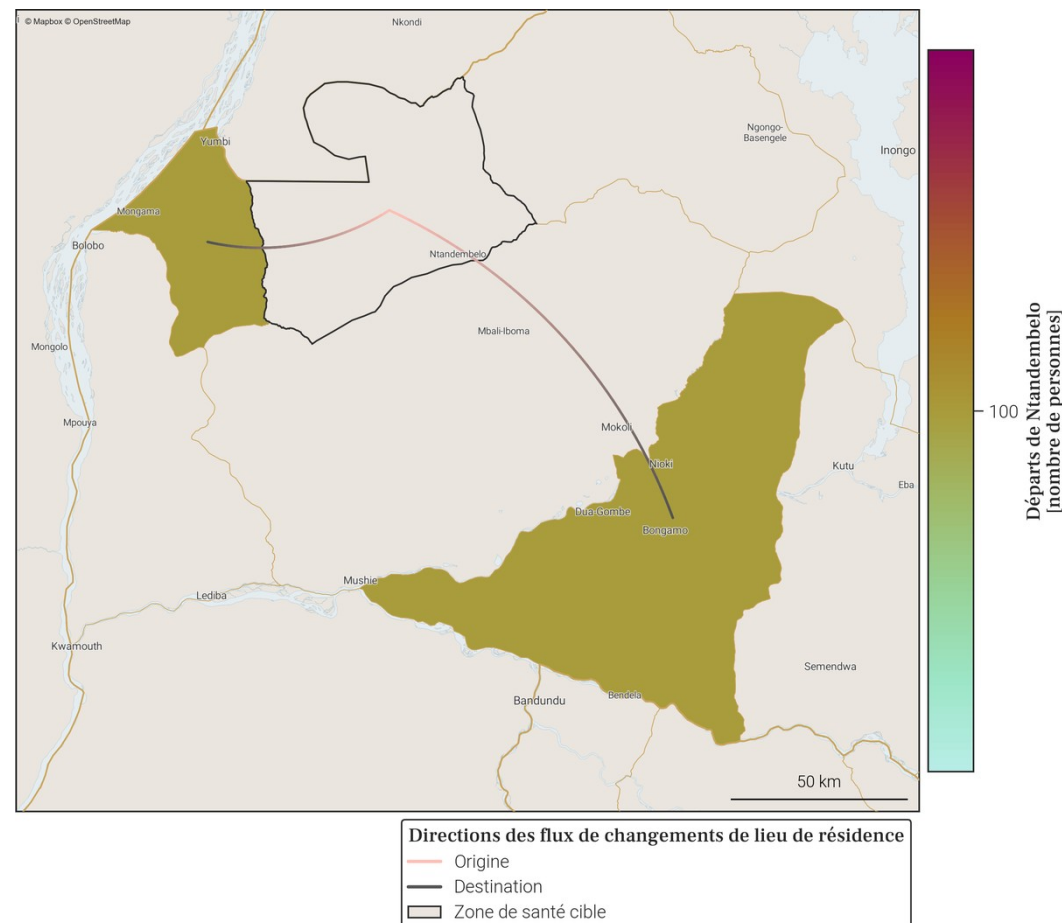 © Mapbox © OpenStreetMap
Nkondi
Yumbi
Ngongo-
Basengele
Inongo
Mongama
Bolobo
Ntandembelo
Mbali-Iboma
Mongolo
Mpouya
Mokoli
Nioki
Kutu
Eba
Dua-Gombe
Bongamo
Mushie
Lediba
Kwamouth
Semendwa
Bandundu
Bendela
50 km
100
Départs de Ntandembelo
[nombre de personnes]
Directions des flux de changements de lieu de résidence
Origine
Destination
Zone de santé cible